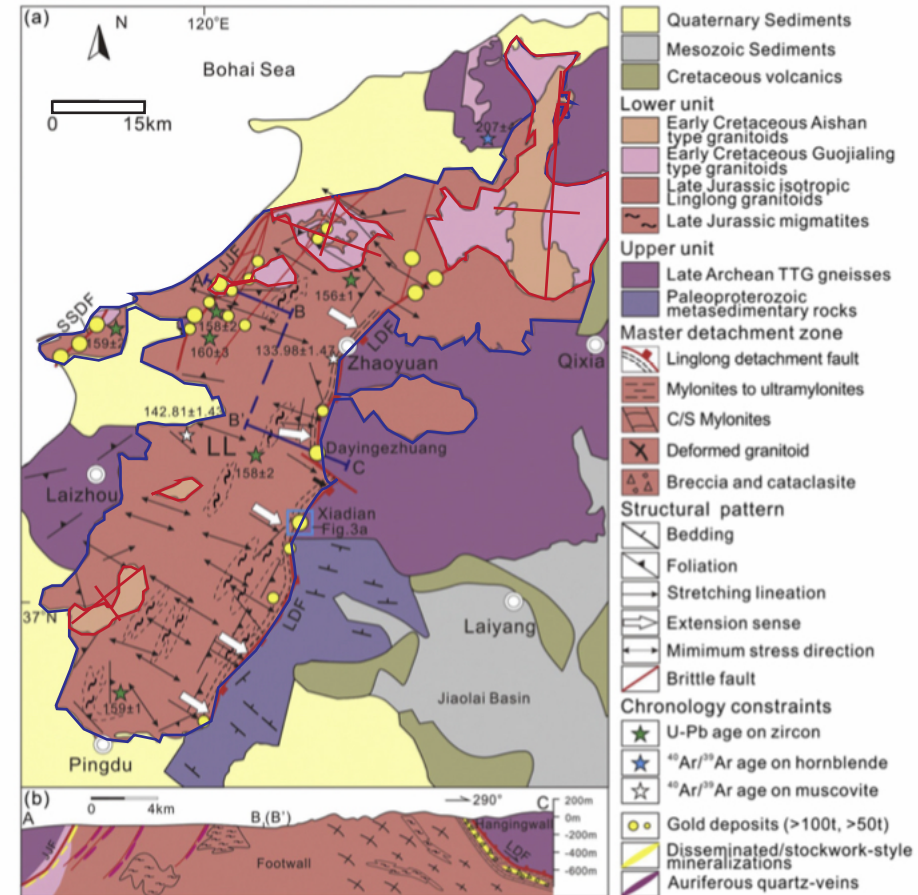 (a)
N
120°E
Bohai Sea
0 15km
207±4
JJF
A
B
156±1
SSDF
159±2
158±2
160±3
133.98±1.47
LDF
Zhaoyuan
Qixia
142.81±1.43
B'
LL
Dayingezhuang
C
158±2
Laizhou
Xiadian
Fig.3a
37°N
LDF
Laiyang
Jiaolai Basin
159±1
Pingdu
Quaternary Sediments
Mesozoic Sediments
Cretaceous volcanics
Lower unit
Early Cretaceous Aishan
type granitoids
Early Cretaceous Guojialing
type granitoids
Late Jurassic isotropic
Linglong granitoids
Late Jurassic migmatites
Upper unit
Late Archean TTG gneisses
Paleoproterozoic
metasedimentary rocks
Master detachment zone
Linglong detachment fault
Mylonites to ultramylonites
C/S Mylonites
Deformed granitoid
Breccia and cataclasite
Structural pattern
Bedding
Foliation
Stretching lineation
Extension sense
Mimimum stress direction
Brittle fault
Chronology constraints
U-Pb age on zircon
⁴⁰Ar/³⁹Ar age on hornblende
⁴⁰Ar/³⁹Ar age on muscovite
Gold deposits (>100t, >50t)
Disseminated/stockwork-style
mineralizations
Auriferous quartz-veins
(b)
0 4km
A
B (B')
290°
C
200m
0m
-200m
-400m
-600m
JJF
Footwall
Hangingwall
LDF